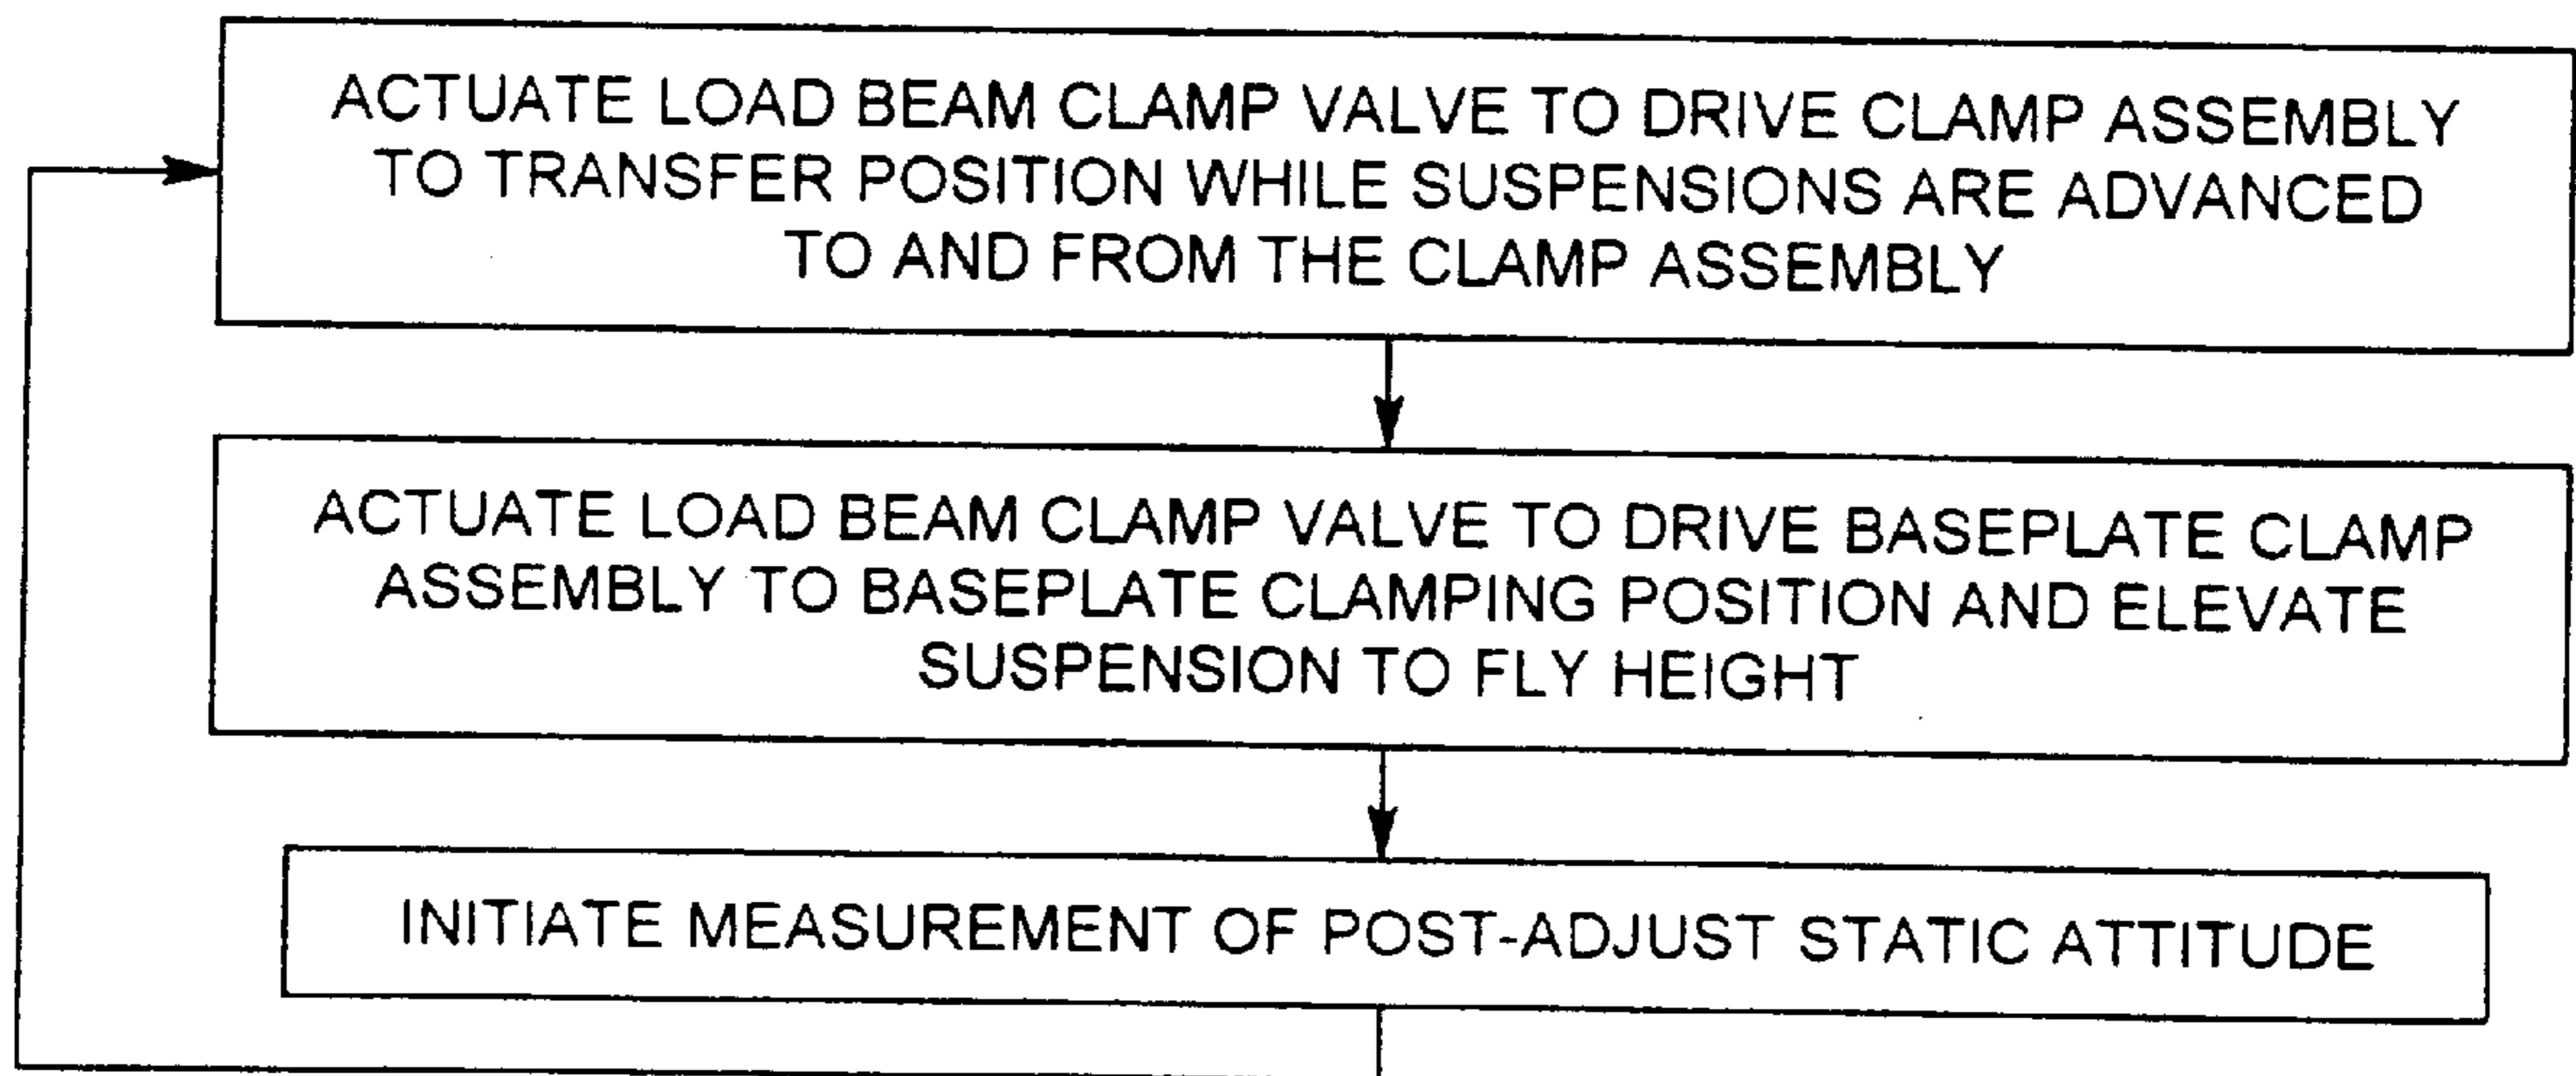 ACTUATE LOAD BEAM CLAMP VALVE TO DRIVE CLAMP ASSEMBLY
TO TRANSFER POSITION WHILE SUSPENSIONS ARE ADVANCED
TO AND FROM THE CLAMP ASSEMBLY
ACTUATE LOAD BEAM CLAMP VALVE TO DRIVE BASEPLATE CLAMP
ASSEMBLY TO BASEPLATE CLAMPING POSITION AND ELEVATE
SUSPENSION TO FLY HEIGHT
INITIATE MEASUREMENT OF POST-ADJUST STATIC ATTITUDE